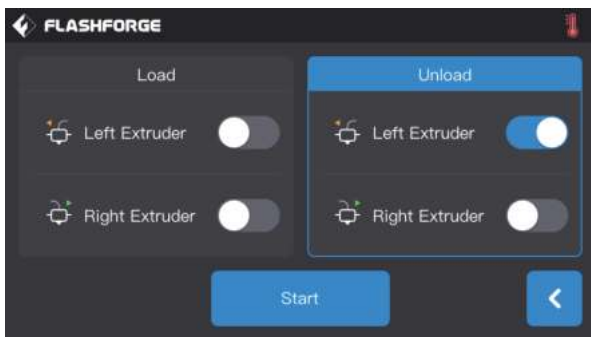 FLASHFORGE
Load
Left Extruder
Right Extruder
Unload
Left Extruder
Right Extruder
Start